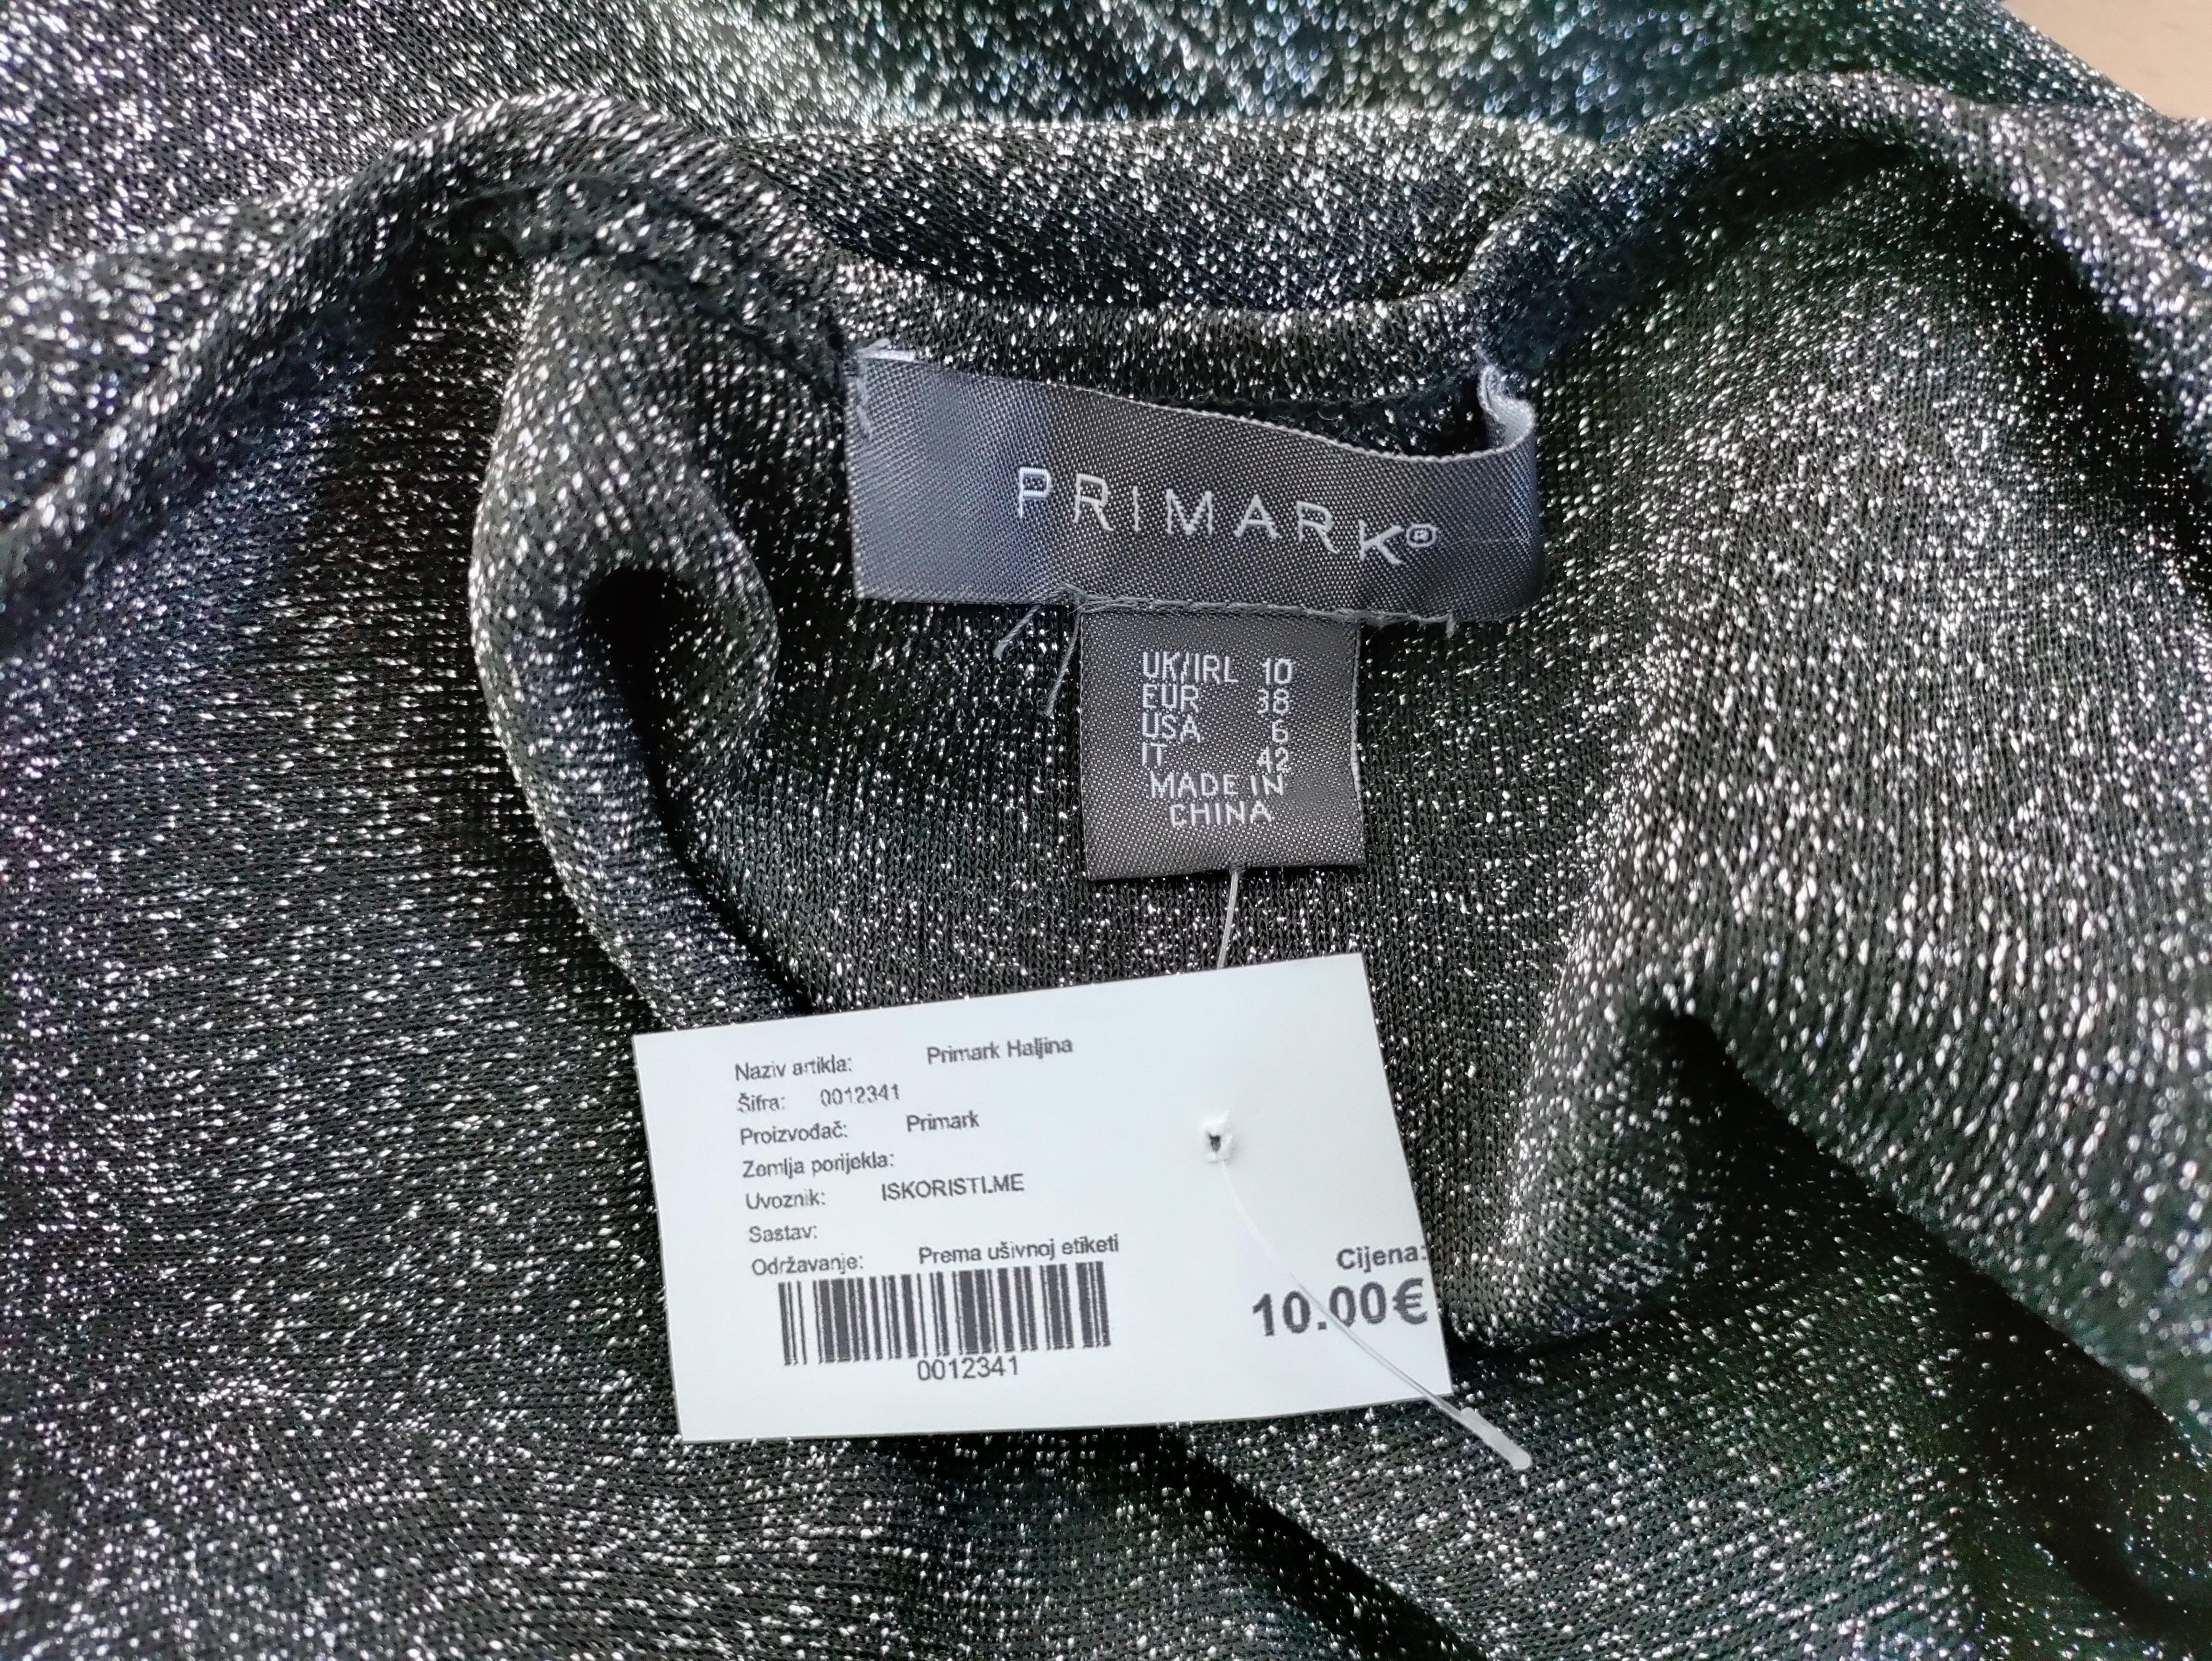 PRIMARK®
UK/IRL 10
EUR 38
USA 6
IT 42
MADE IN
CHINA
Naziv artikla: Primark Haljina
Šifra: 0012341
Proizvođač: Primark
Zemlja porijekla:
Uvoznik: ISKORISTI.ME
Sastav:
Održavanje: Prema ušivnoj etiketi
0012341
Cijena:
10.00€